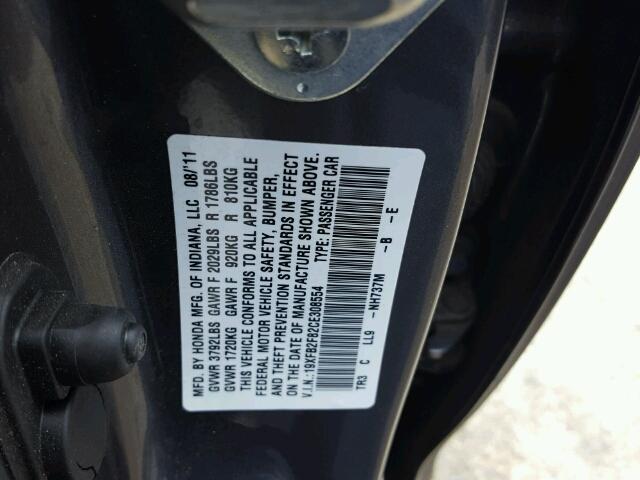 MFD. BY HONDA MFG. OF INDIANA, LLC 08/'11
GVWR 3792LBS GAWR F 2029LBS R 1786LBS
GVWR 1720KG GAWR F 920KG R 810KG
THIS VEHICLE CONFORMS TO ALL APPLICABLE
FEDERAL MOTOR VEHICLE SAFETY, BUMPER,
AND THEFT PREVENTION STANDARDS IN EFFECT
ON THE DATE OF MANUFACTURE SHOWN ABOVE.
V.I.N.: 19XFB2F82CE308554 TYPE: PASSENGER CAR
TR3 C LL9 - NH737M - B - E